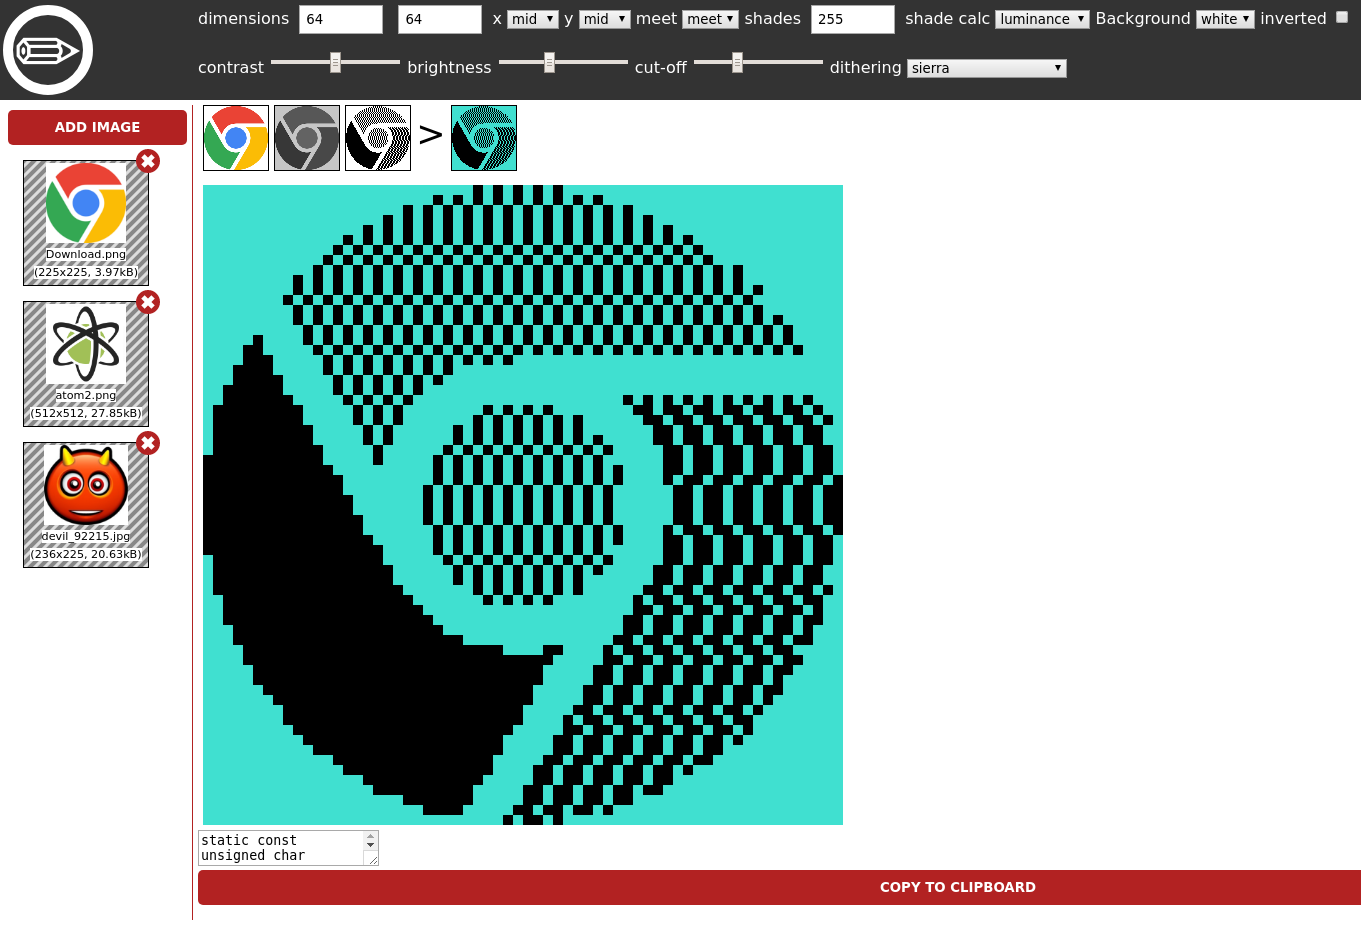 dimensions 64 64 x mid y mid meet meet shades 255 shade calc luminance Background white inverted
contrast brightness cut-off dithering sierra
ADD IMAGE
Download.png
(225x225, 3.97kB)
atom2.png
(512x512, 27.85kB)
devil_92215.jpg
(236x225, 20.63kB)
>
static const
unsigned char
COPY TO CLIPBOARD